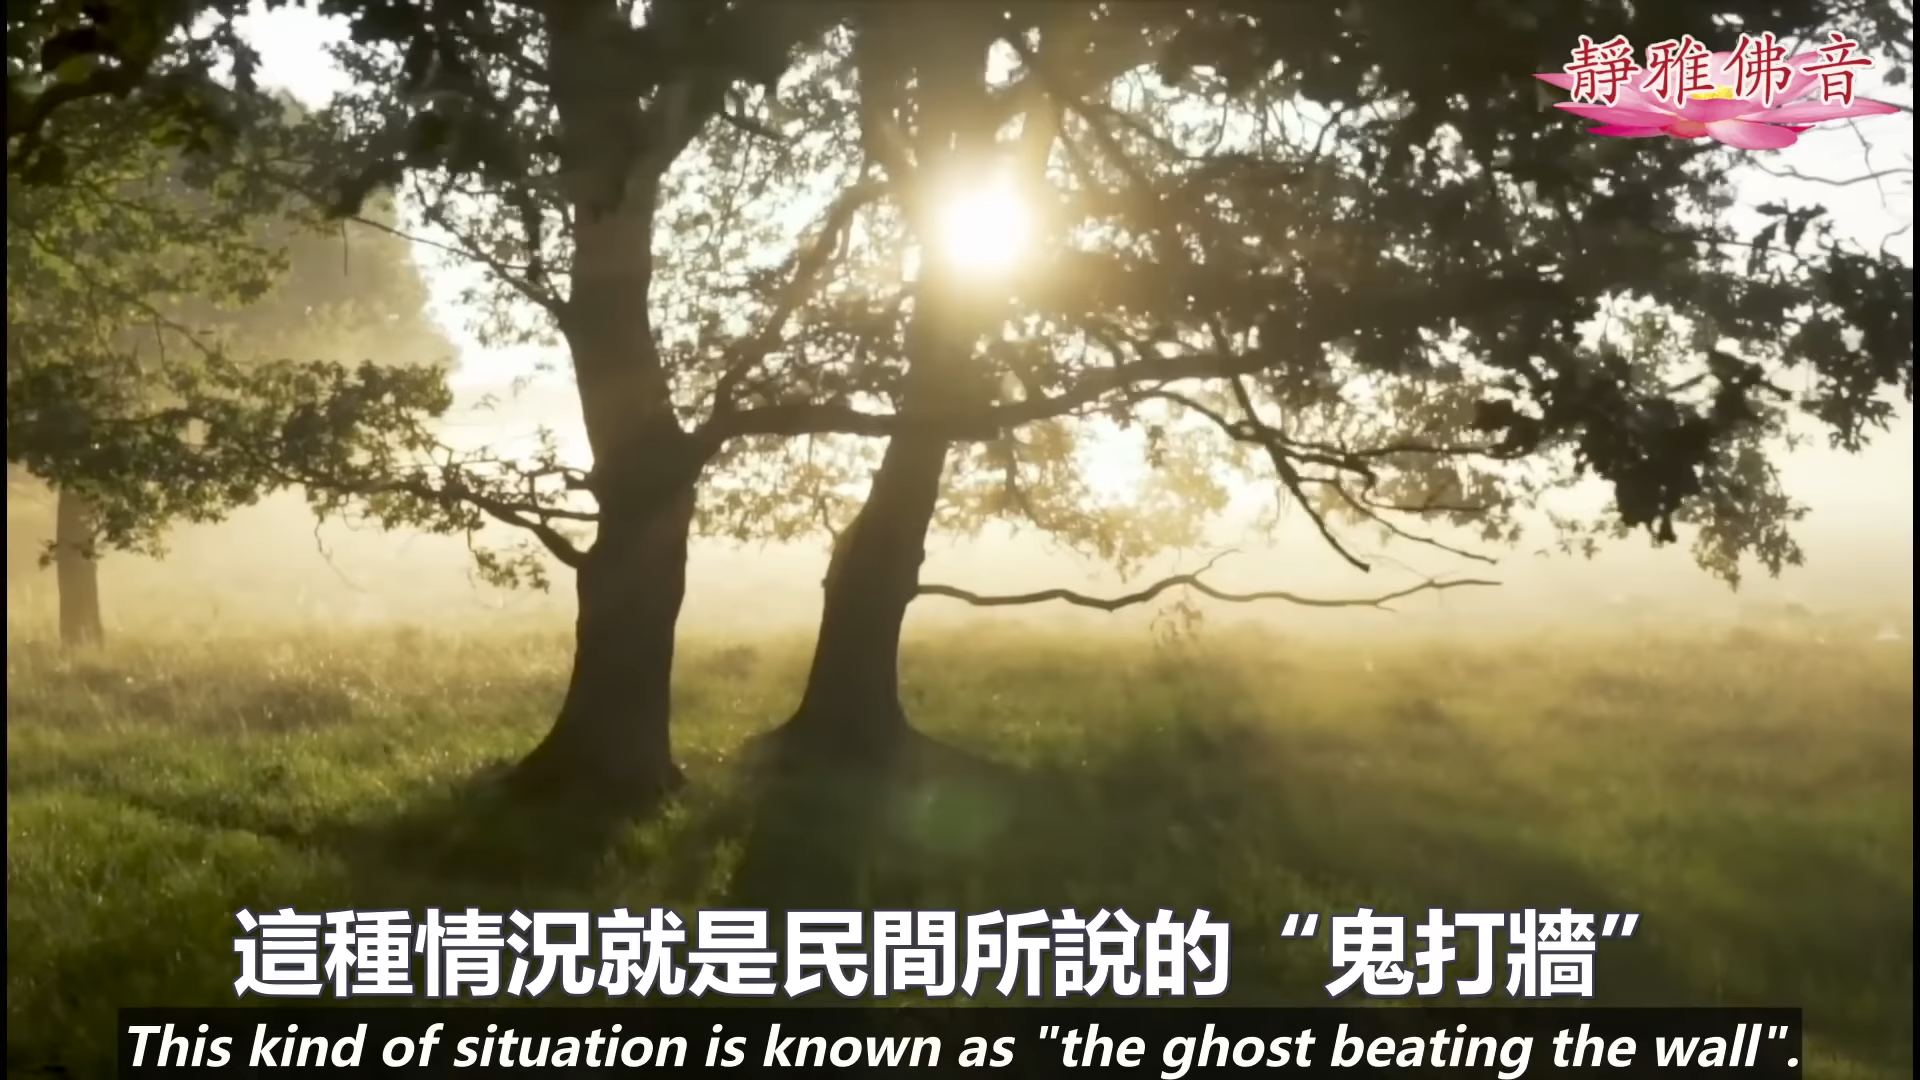 靜雅佛音
這種情況就是民間所說的“鬼打牆”
This kind of situation is known as "the ghost beating the wall".